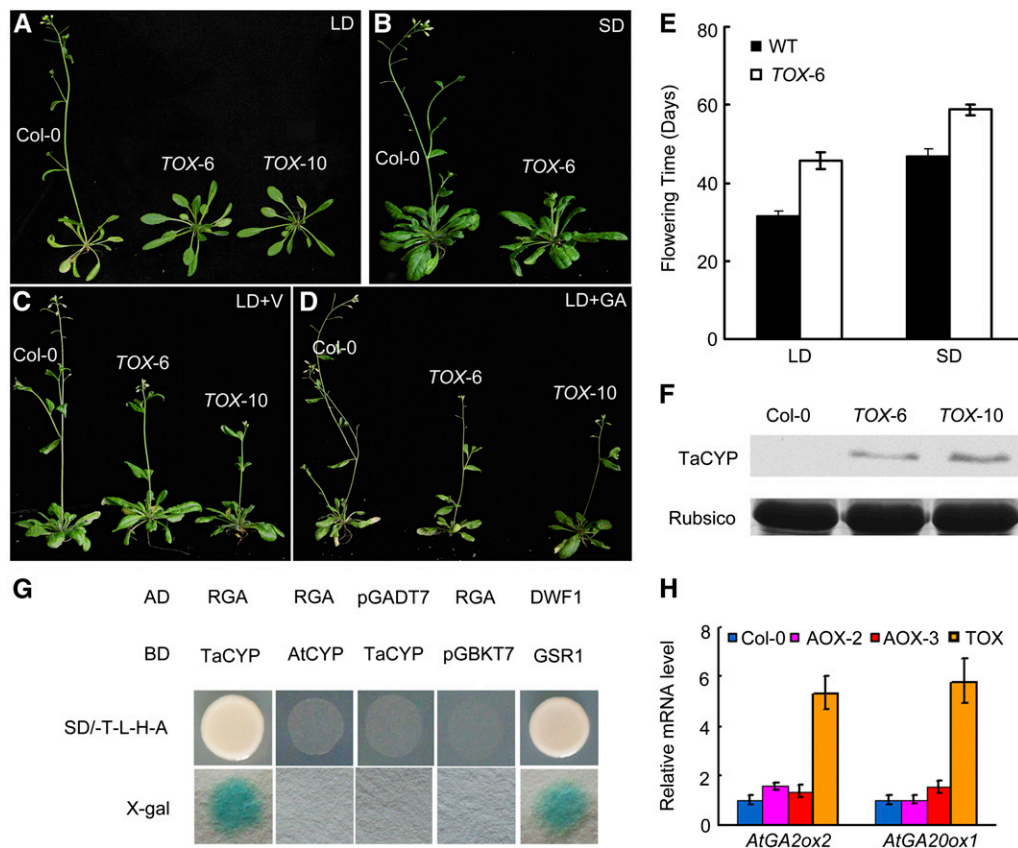 A
LD
Col-0
TOX-6
TOX-10
B
SD
Col-0
TOX-6
C
LD+V
Col-0
TOX-6
TOX-10
D
LD+GA
Col-0
TOX-6
TOX-10
E
Flowering Time (Days)
80
60
40
20
0
WT
TOX-6
LD SD
F
Col-0 TOX-6 TOX-10
TaCYP
Rubsico
G
AD RGA RGA pGADT7 RGA DWF1
BD TaCYP AtCYP TaCYP pGBKT7 GSR1
SD/-T-L-H-A
X-gal
H
Relative mRNA level
8
6
4
2
0
Col-0 AOX-2 AOX-3 TOX
AtGA2ox2 AtGA20ox1